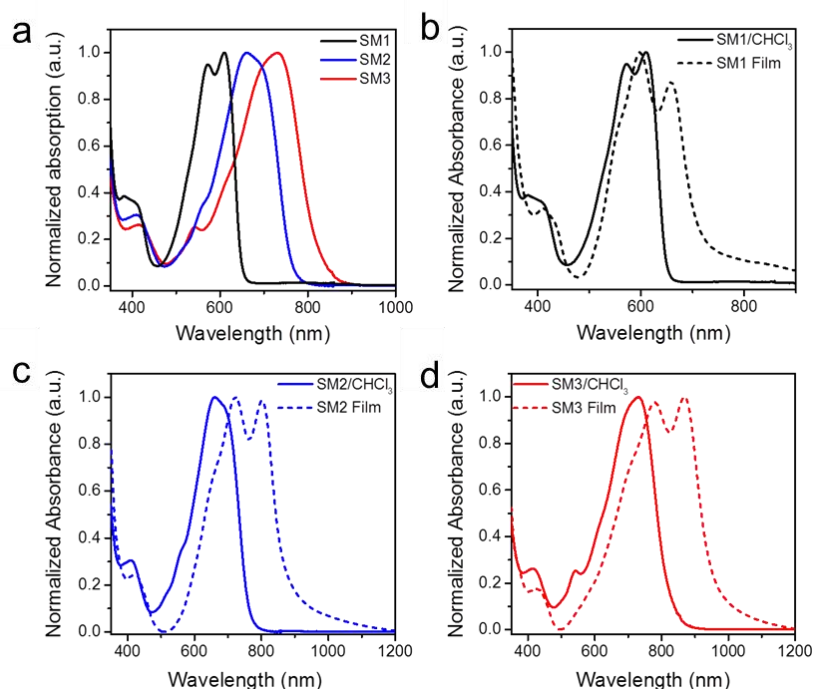 a
Normalized absorption (a.u.)
1.0
0.8
0.6
0.4
0.2
0.0
SM1
SM2
SM3
400 600 800 1000
Wavelength (nm)
b
Normalized Absorbance (a.u.)
1.0
0.8
0.6
0.4
0.2
0.0
SM1/CHCl₃
SM1 Film
400 600 800
Wavelength (nm)
c
Normalized Absorbance (a.u.)
1.0
0.8
0.6
0.4
0.2
0.0
SM2/CHCl₃
SM2 Film
400 600 800 1000 1200
Wavelength (nm)
d
Normalized Absorbance (a.u.)
1.0
0.8
0.6
0.4
0.2
0.0
SM3/CHCl₃
SM3 Film
400 600 800 1000 1200
Wavelength (nm)